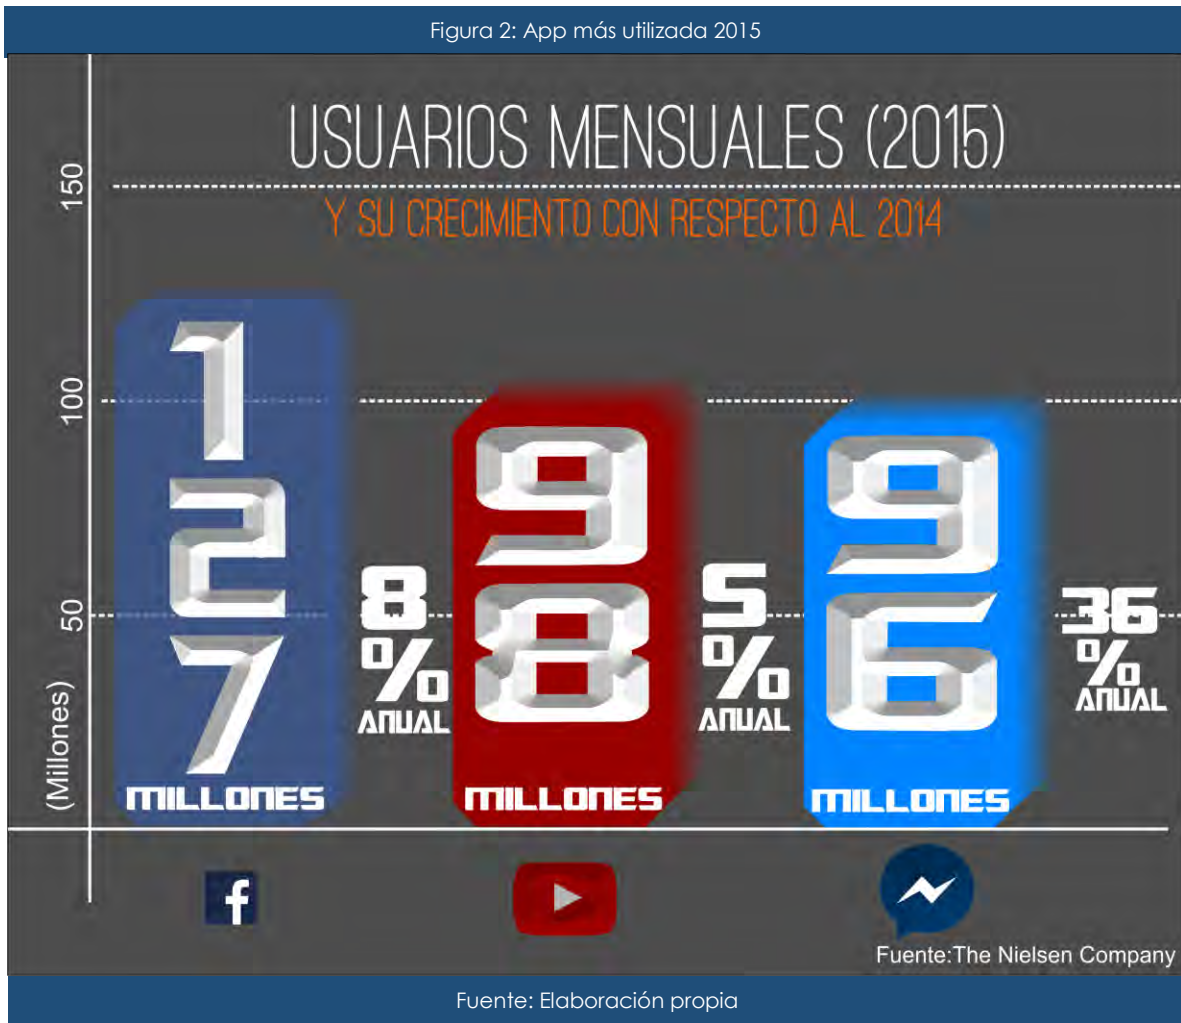 Figura 2: App más utilizada 2015
USUARIOS MENSUALES (2015)
150
Y SU CRECIMIENTO CON RESPECTO AL 2014
100
50
(Millones)
127
MILLONES
8
%
ANUAL
98
MILLONES
5
%
ANUAL
96
MILLONES
36
%
ANUAL
f
Fuente:The Nielsen Company
Fuente: Elaboración propia